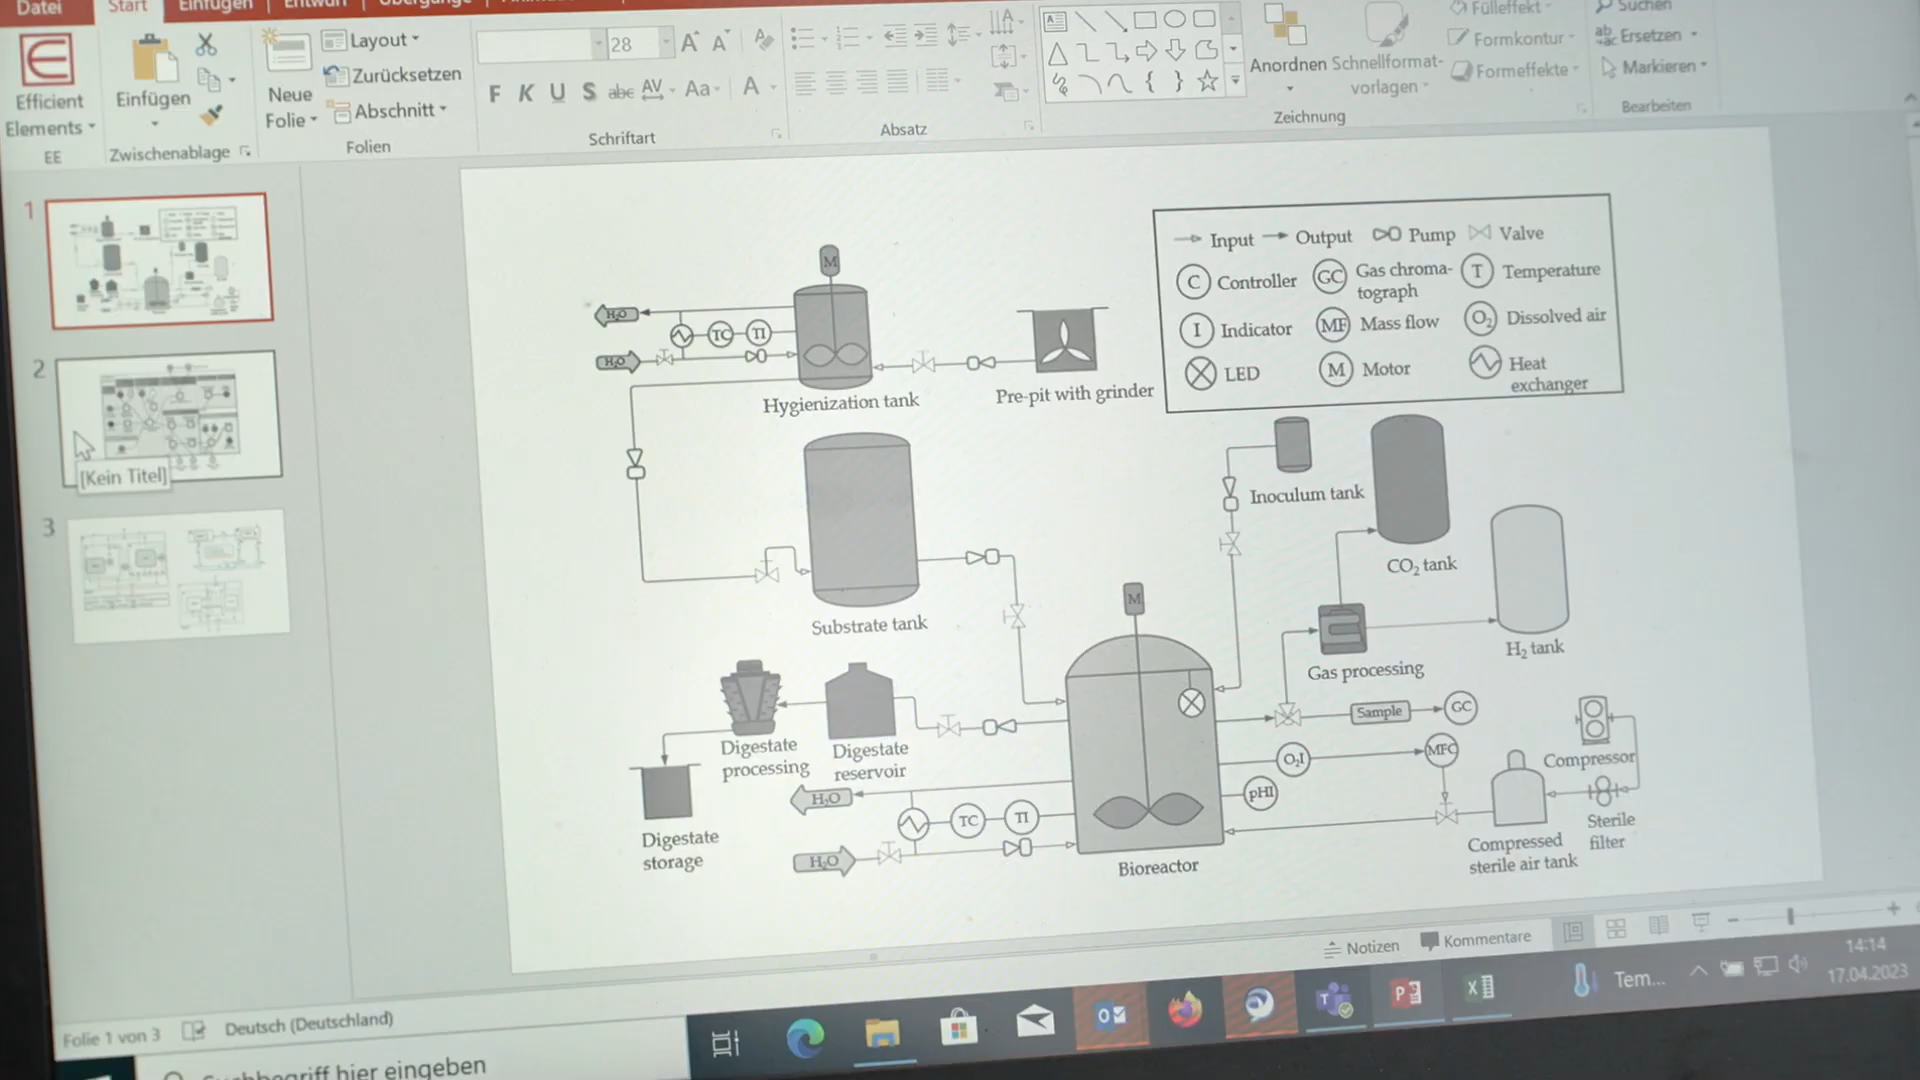 Datei
Start
Einfügen
Entwurf
Übergänge
Efficient
Elements
EE
Einfügen
Zwischenablage
Neue
Folie
Layout
Zurücksetzen
Abschnitt
Folien
28
F K U S abc AV Aa A
Schriftart
Absatz
Anordnen
Schnellformat-
vorlagen
Zeichnung
Fülleffekt
Formkontur
Formeffekte
Suchen
Ersetzen
Markieren
Bearbeiten
1
2
[Kein Titel]
3
Input
Output
Pump
Valve
C Controller
GC Gas chroma-
tograph
T Temperature
I Indicator
MF Mass flow
O₂ Dissolved air
LED
M Motor
Heat
exchanger
M
H₂O
TC
TI
H₂O
Hygienization tank
Pre-pit with grinder
Inoculum tank
CO₂ tank
Substrate tank
M
H₂ tank
Gas processing
Sample
GC
Digestate
processing
Digestate
reservoir
O₂I
MFC
Compressor
H₂O
pHI
TC
TI
Digestate
storage
H₂O
Sterile
filter
Compressed
sterile air tank
Bioreactor
Notizen
Kommentare
Folie 1 von 3
Deutsch (Deutschland)
Suchbegriff hier eingeben
Tem...
14:14
17.04.2023